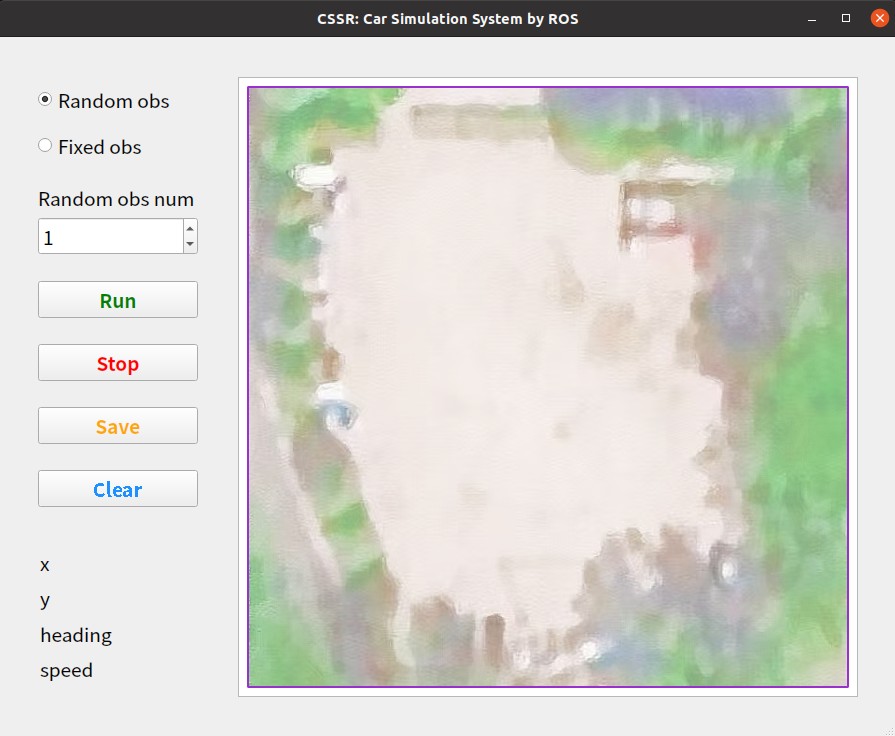 CSSR: Car Simulation System by ROS
Random obs
Fixed obs
Random obs num
1
Run
Stop
Save
Clear
x
y
heading
speed